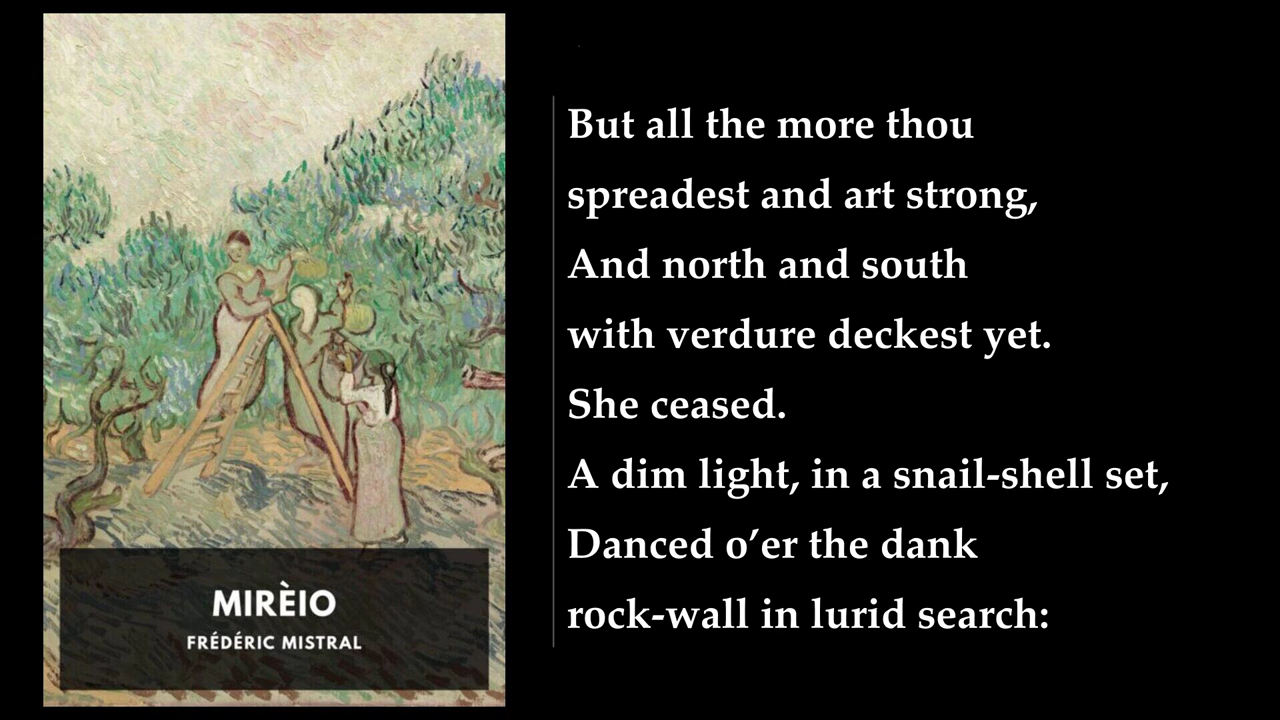 MIRÈIO
FRÉDÉRIC MISTRAL
But all the more thou
spreadest and art strong,
And north and south
with verdure deckest yet.
She ceased.
A dim light, in a snail-shell set,
Danced o’er the dank
rock-wall in lurid search: